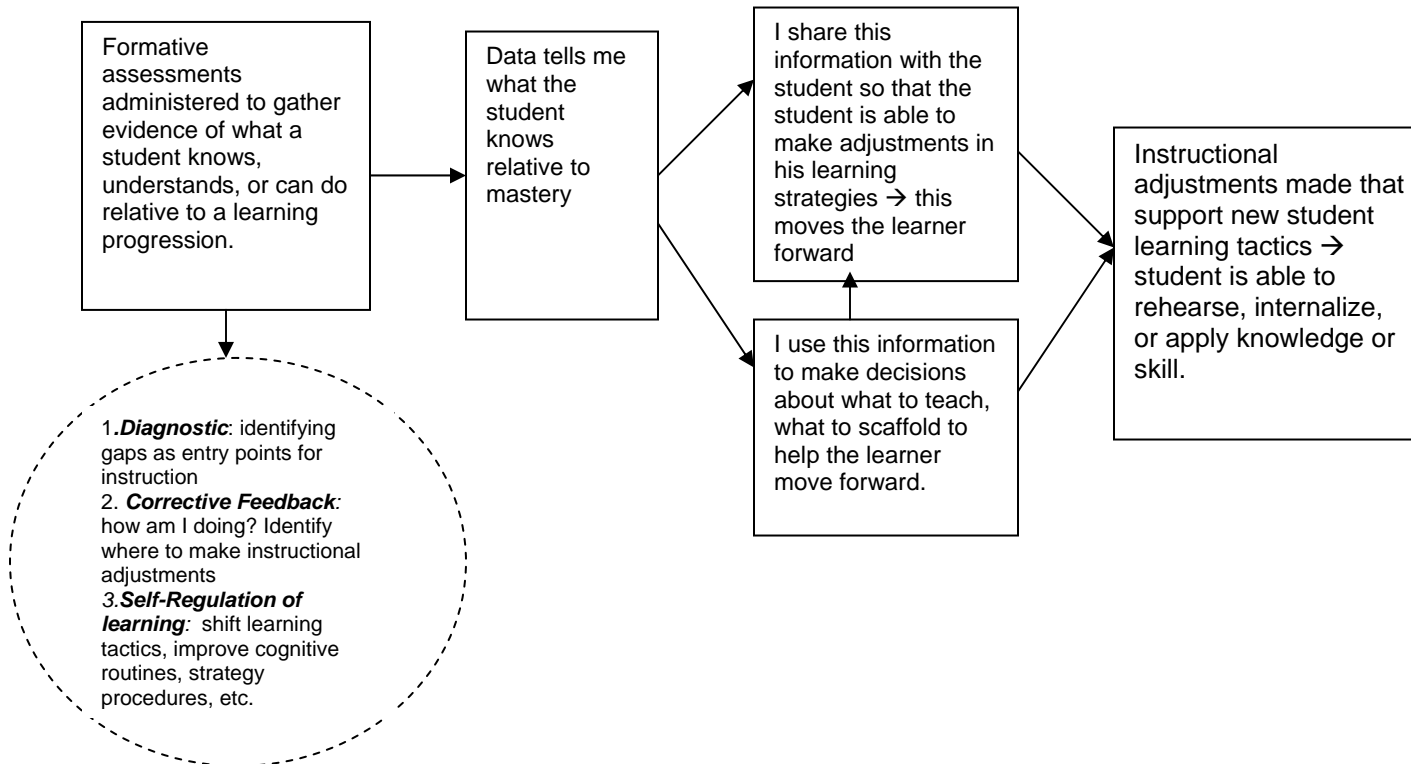 Formative
assessments
administered to gather
evidence of what a
student knows,
understands, or can do
relative to a learning
progression.
Data tells me
what the
student
knows
relative to
mastery
I share this
information with the
student so that the
student is able to
make adjustments in
his learning
strategies → this
moves the learner
forward
I use this information
to make decisions
about what to teach,
what to scaffold to
help the learner
move forward.
Instructional
adjustments made that
support new student
learning tactics →
student is able to
rehearse, internalize,
or apply knowledge or
skill.
1.Diagnostic: identifying
gaps as entry points for
instruction
2. Corrective Feedback:
how am I doing? Identify
where to make instructional
adjustments
3.Self-Regulation of
learning: shift learning
tactics, improve cognitive
routines, strategy
procedures, etc.